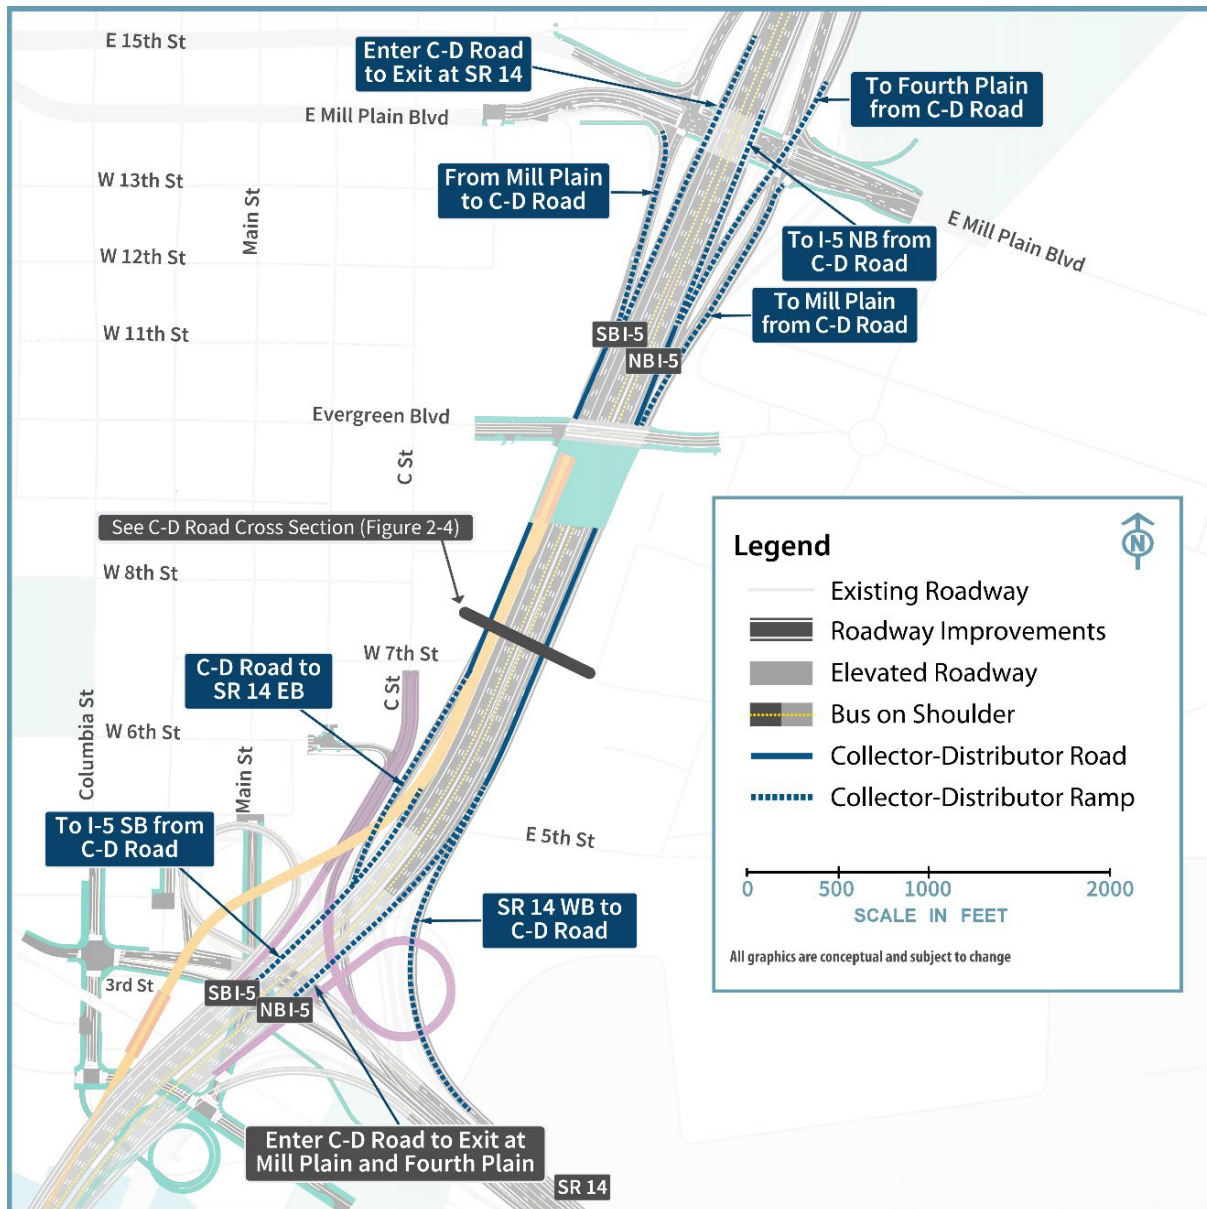 E 15th St
Enter C-D Road
to Exit at SR 14
To Fourth Plain
from C-D Road
E Mill Plain Blvd
W 13th St
Main St
From Mill Plain
to C-D Road
E Mill Plain Blvd
To I-5 NB from
C-D Road
W 12th St
To Mill Plain
from C-D Road
W 11th St
SB I-5
NB I-5
Evergreen Blvd
C St
See C-D Road Cross Section (Figure 2-4)
W 8th St
W 7th St
C-D Road to
SR 14 EB
C St
Columbia St
W 6th St
Main St
To I-5 SB from
C-D Road
E 5th St
SR 14 WB to
C-D Road
3rd St
SB I-5
NB I-5
Enter C-D Road to Exit at
Mill Plain and Fourth Plain
SR 14
Legend
N
Existing Roadway
Roadway Improvements
Elevated Roadway
Bus on Shoulder
Collector-Distributor Road
Collector-Distributor Ramp
0 500 1000 2000
SCALE IN FEET
All graphics are conceptual and subject to change